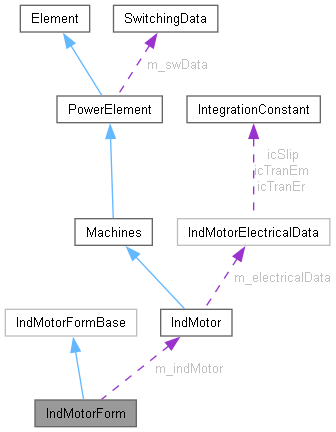 Element
SwitchingData
m_swData
PowerElement
IntegrationConstant
icSlip
icTranEm
icTranEr
Machines
IndMotorElectricalData
m_electricalData
IndMotorFormBase
IndMotor
m_indMotor
IndMotorForm